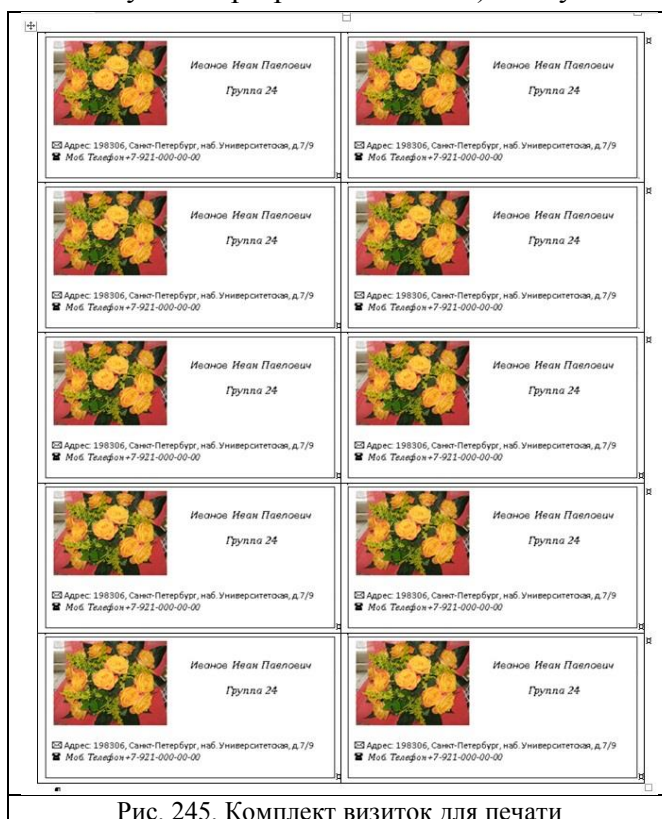 Иванов Иван Павлович
Группа 24
Адрес: 198306, Санкт-Петербург, наб.Университетская, д.7/9
Моб. Телефон+7-921-000-00-00
Иванов Иван Павлович
Группа 24
Адрес: 198306, Санкт-Петербург, наб.Университетская, д.7/9
Моб. Телефон+7-921-000-00-00
Иванов Иван Павлович
Группа 24
Адрес: 198306, Санкт-Петербург, наб.Университетская, д.7/9
Моб. Телефон+7-921-000-00-00
Иванов Иван Павлович
Группа 24
Адрес: 198306, Санкт-Петербург, наб.Университетская, д.7/9
Моб. Телефон+7-921-000-00-00
Иванов Иван Павлович
Группа 24
Адрес: 198306, Санкт-Петербург, наб.Университетская, д.7/9
Моб. Телефон+7-921-000-00-00
Иванов Иван Павлович
Группа 24
Адрес: 198306, Санкт-Петербург, наб.Университетская, д.7/9
Моб. Телефон+7-921-000-00-00
Иванов Иван Павлович
Группа 24
Адрес: 198306, Санкт-Петербург, наб.Университетская, д.7/9
Моб. Телефон+7-921-000-00-00
Иванов Иван Павлович
Группа 24
Адрес: 198306, Санкт-Петербург, наб.Университетская, д.7/9
Моб. Телефон+7-921-000-00-00
Иванов Иван Павлович
Группа 24
Адрес: 198306, Санкт-Петербург, наб.Университетская, д.7/9
Моб. Телефон+7-921-000-00-00
Иванов Иван Павлович
Группа 24
Адрес: 198306, Санкт-Петербург, наб.Университетская, д.7/9
Моб. Телефон+7-921-000-00-00
Рис. 245. Комплект визиток для печати